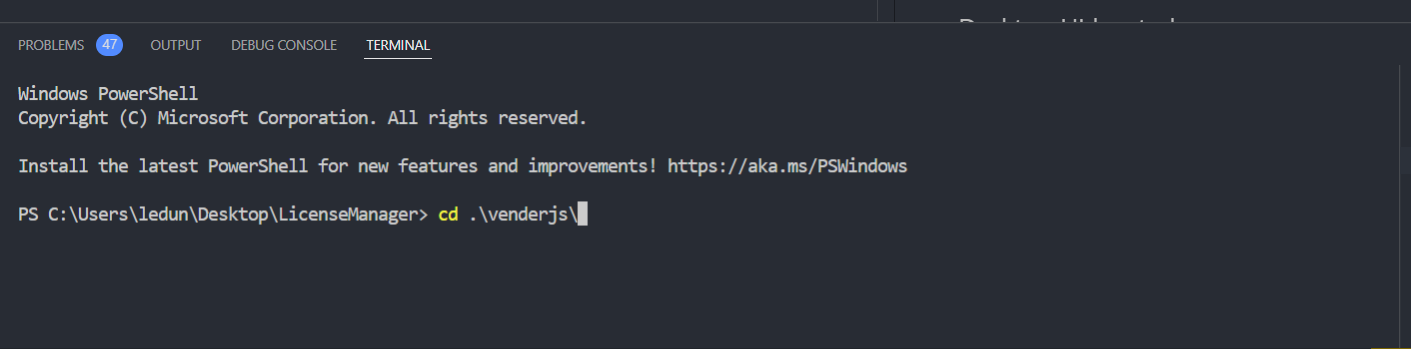 PROBLEMS 47 OUTPUT DEBUG CONSOLE TERMINAL
Windows PowerShell
Copyright (C) Microsoft Corporation. All rights reserved.
Install the latest PowerShell for new features and improvements! https://aka.ms/PSWindows
PS C:\Users\ledun\Desktop\LicenseManager> cd .\venderjs\